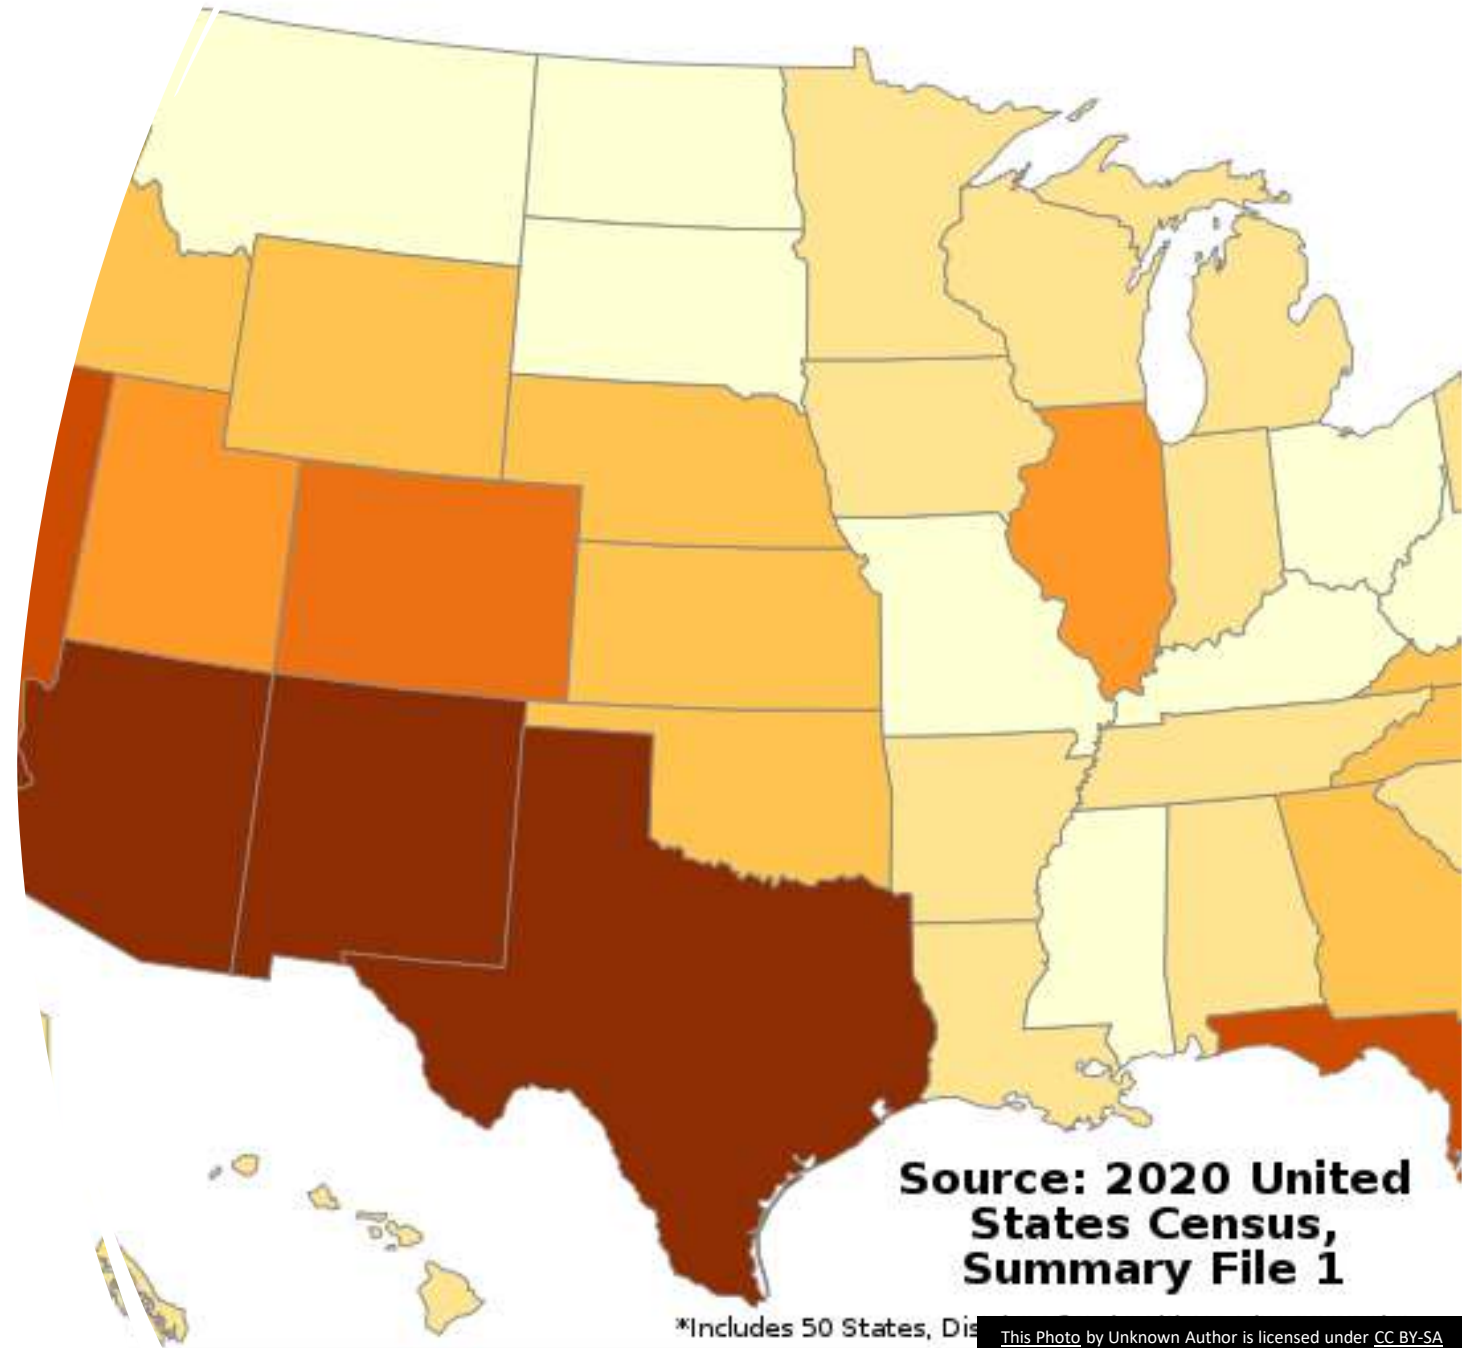 Source: 2020 United
States Census,
Summary File 1
*Includes 50 States,
This Photo by Unknown Author is licensed under CC BY-SA